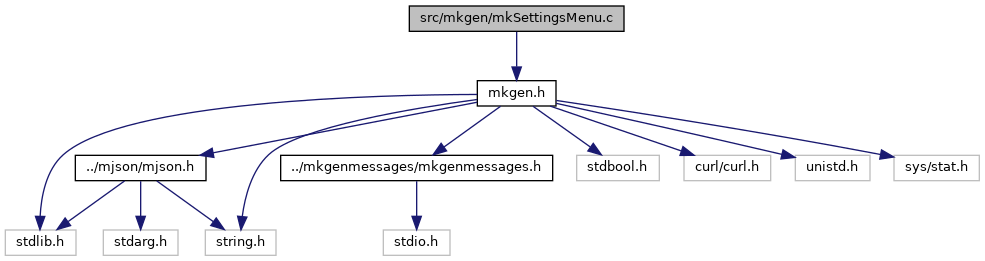 src/mkgen/mkSettingsMenu.c
mkgen.h
../mjson/mjson.h
../mkgenmessages/mkgenmessages.h
stdbool.h
curl/curl.h
unistd.h
sys/stat.h
stdlib.h
stdarg.h
string.h
stdio.h